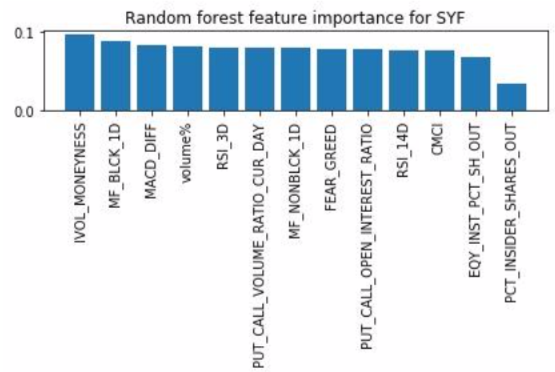 Random forest feature importance for SYF
0.1
0.0
IVOL_MONEYNESS
MF_BLCK_1D
MACD_DIFF
volume%
RSI_3D
PUT_CALL_VOLUME_RATIO_CUR_DAY
MF_NONBLCK_1D
FEAR_GREED
PUT_CALL_OPEN_INTEREST_RATIO
RSI_14D
CMCI
EQY_INST_PCT_SH_OUT
PCT_INSIDER_SHARES_OUT